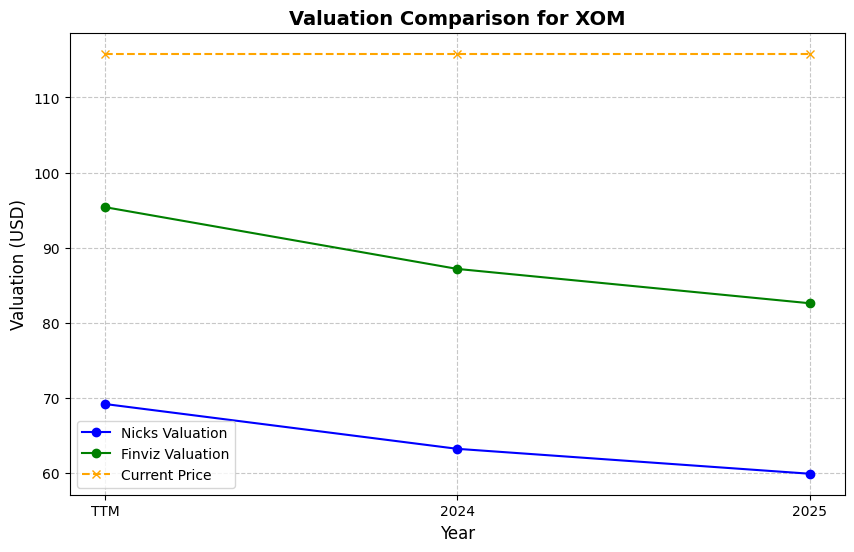 Valuation Comparison for XOM
Valuation (USD)
110
100
90
80
70
60
Nicks Valuation
Finviz Valuation
Current Price
TTM 2024 2025
Year